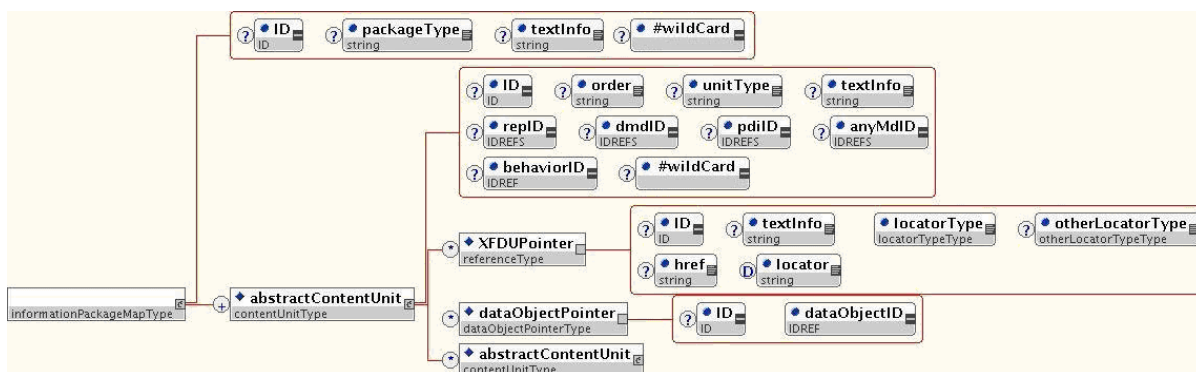 ID packageType textInfo #wildCard
ID string string
ID order unitType textInfo
ID string string string
repID dmdID pdiID anyMdID
IDREFS IDREFS IDREFS IDREFS
behaviorID #wildCard
IDREF
XFDUPointer
referenceType
ID textInfo locatorType otherLocatorType
ID string locatorTypeType otherLocatorTypeType
href locator
string string
informationPackageMapType
abstractContentUnit
contentUnitType
dataObjectPointer
dataObjectPointerType
ID dataObjectID
ID IDREF
abstractContentUnit
contentUnitType